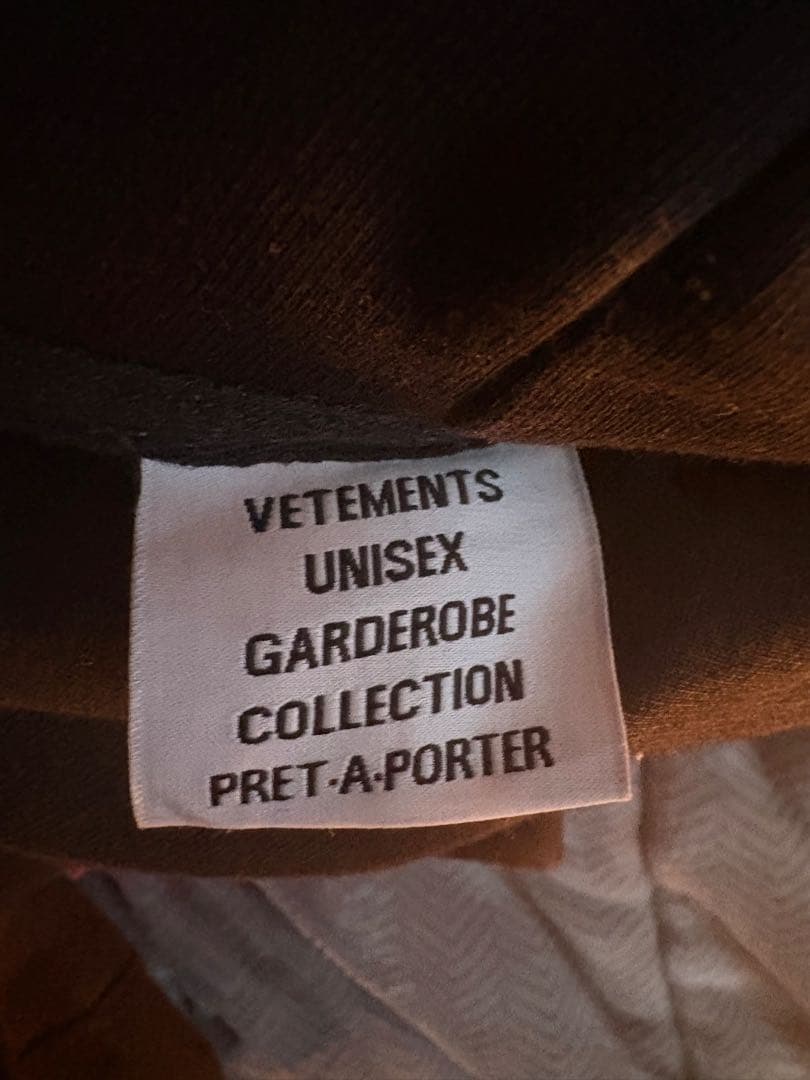 VETEMENTS
UNISEX
GARDEROBE
COLLECTION
PRET-A-PORTER